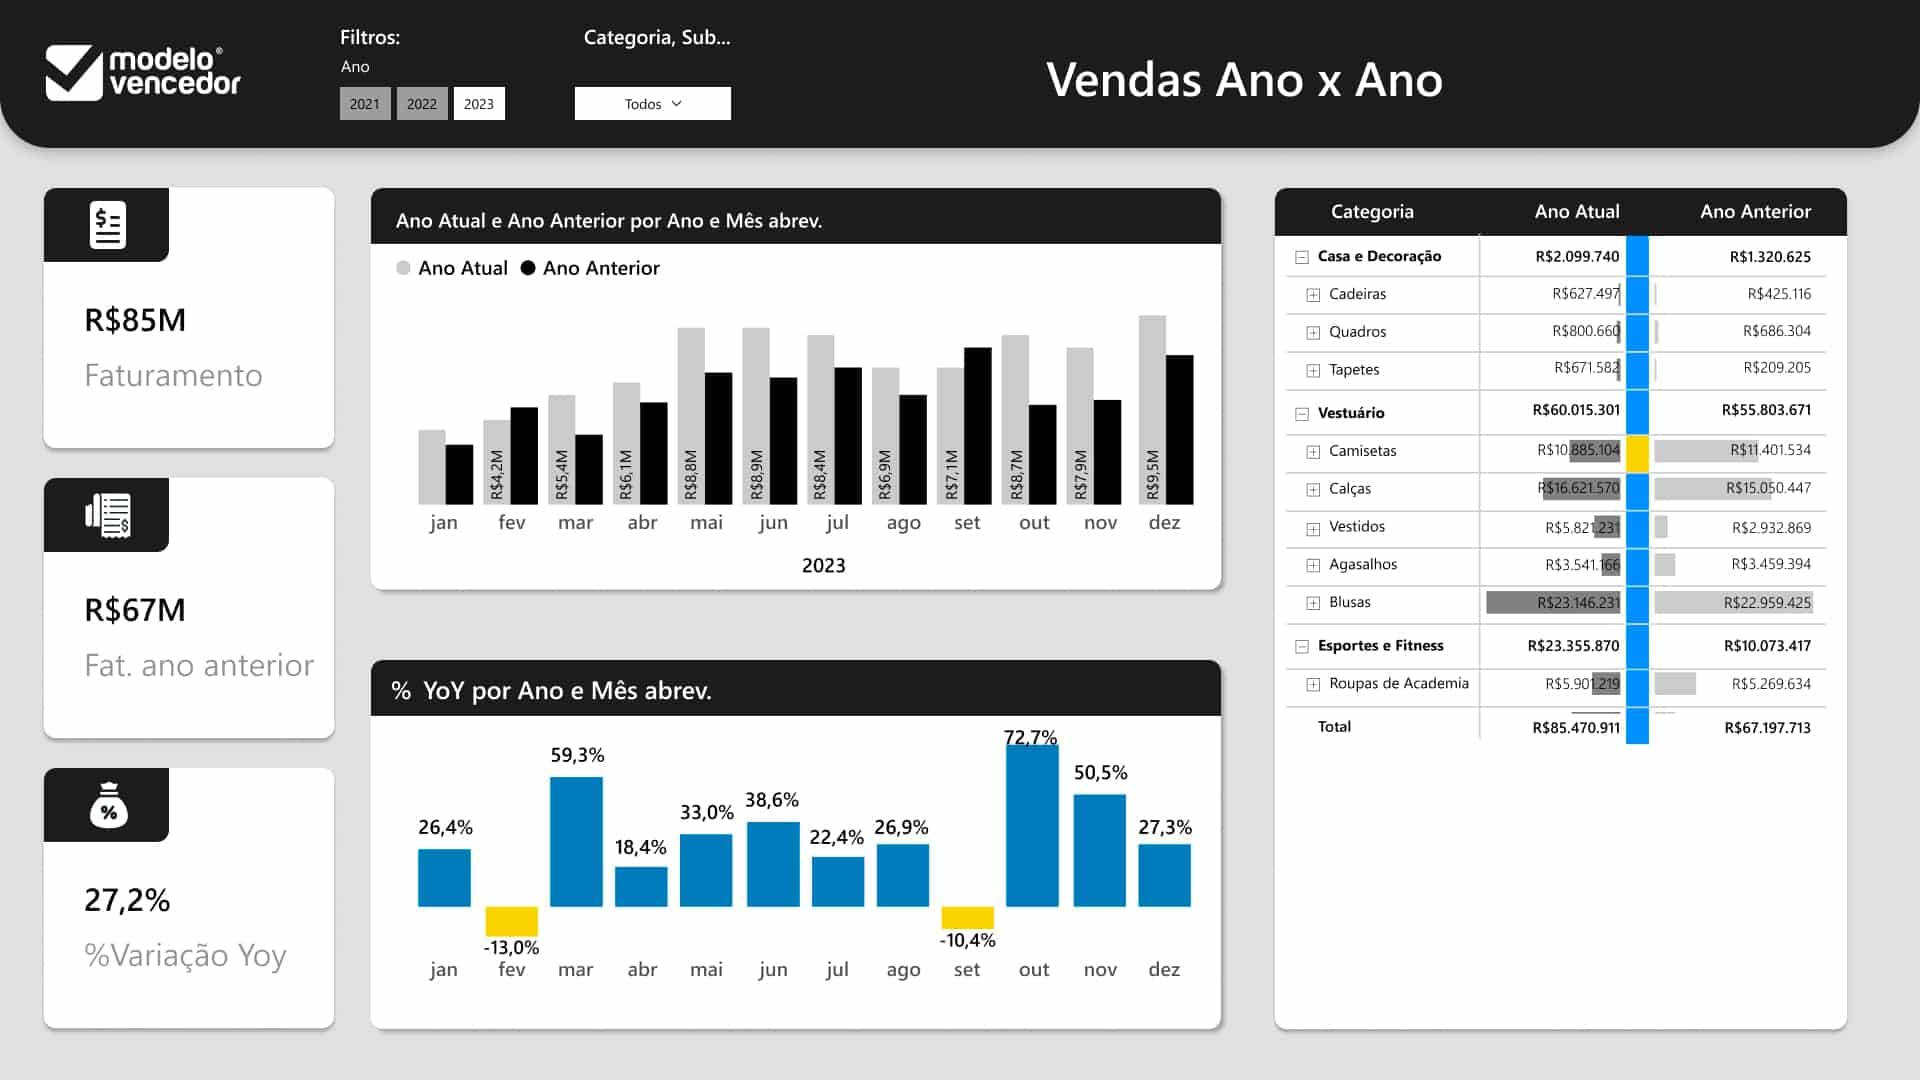 modelo®
vencedor
Filtros:
Ano
2021 2022 2023
Categoria, Sub...
Todos
Vendas Ano x Ano
R$85M
Faturamento
R$67M
Fat. ano anterior
27,2%
%Variação Yoy
Ano Atual e Ano Anterior por Ano e Mês abrev.
Ano Atual Ano Anterior
R$4,2M R$5,4M R$6,1M R$8,8M R$8,9M R$8,4M R$6,9M R$7,1M R$8,7M R$7,9M R$9,5M
jan fev mar abr mai jun jul ago set out nov dez
2023
% YoY por Ano e Mês abrev.
26,4% -13,0% 59,3% 18,4% 33,0% 38,6% 22,4% 26,9% -10,4% 72,7% 50,5% 27,3%
jan fev mar abr mai jun jul ago set out nov dez
Categoria Ano Atual Ano Anterior
Casa e Decoração R$2.099.740 R$1.320.625
Cadeiras R$627.497 R$425.116
Quadros R$800.660 R$686.304
Tapetes R$671.582 R$209.205
Vestuário R$60.015.301 R$55.803.671
Camisetas R$10.885.104 R$11.401.534
Calças R$16.621.570 R$15.050.447
Vestidos R$5.821.231 R$2.932.869
Agasalhos R$3.541.166 R$3.459.394
Blusas R$23.146.231 R$22.959.425
Esportes e Fitness R$23.355.870 R$10.073.417
Roupas de Academia R$5.901.219 R$5.269.634
Total R$85.470.911 R$67.197.713